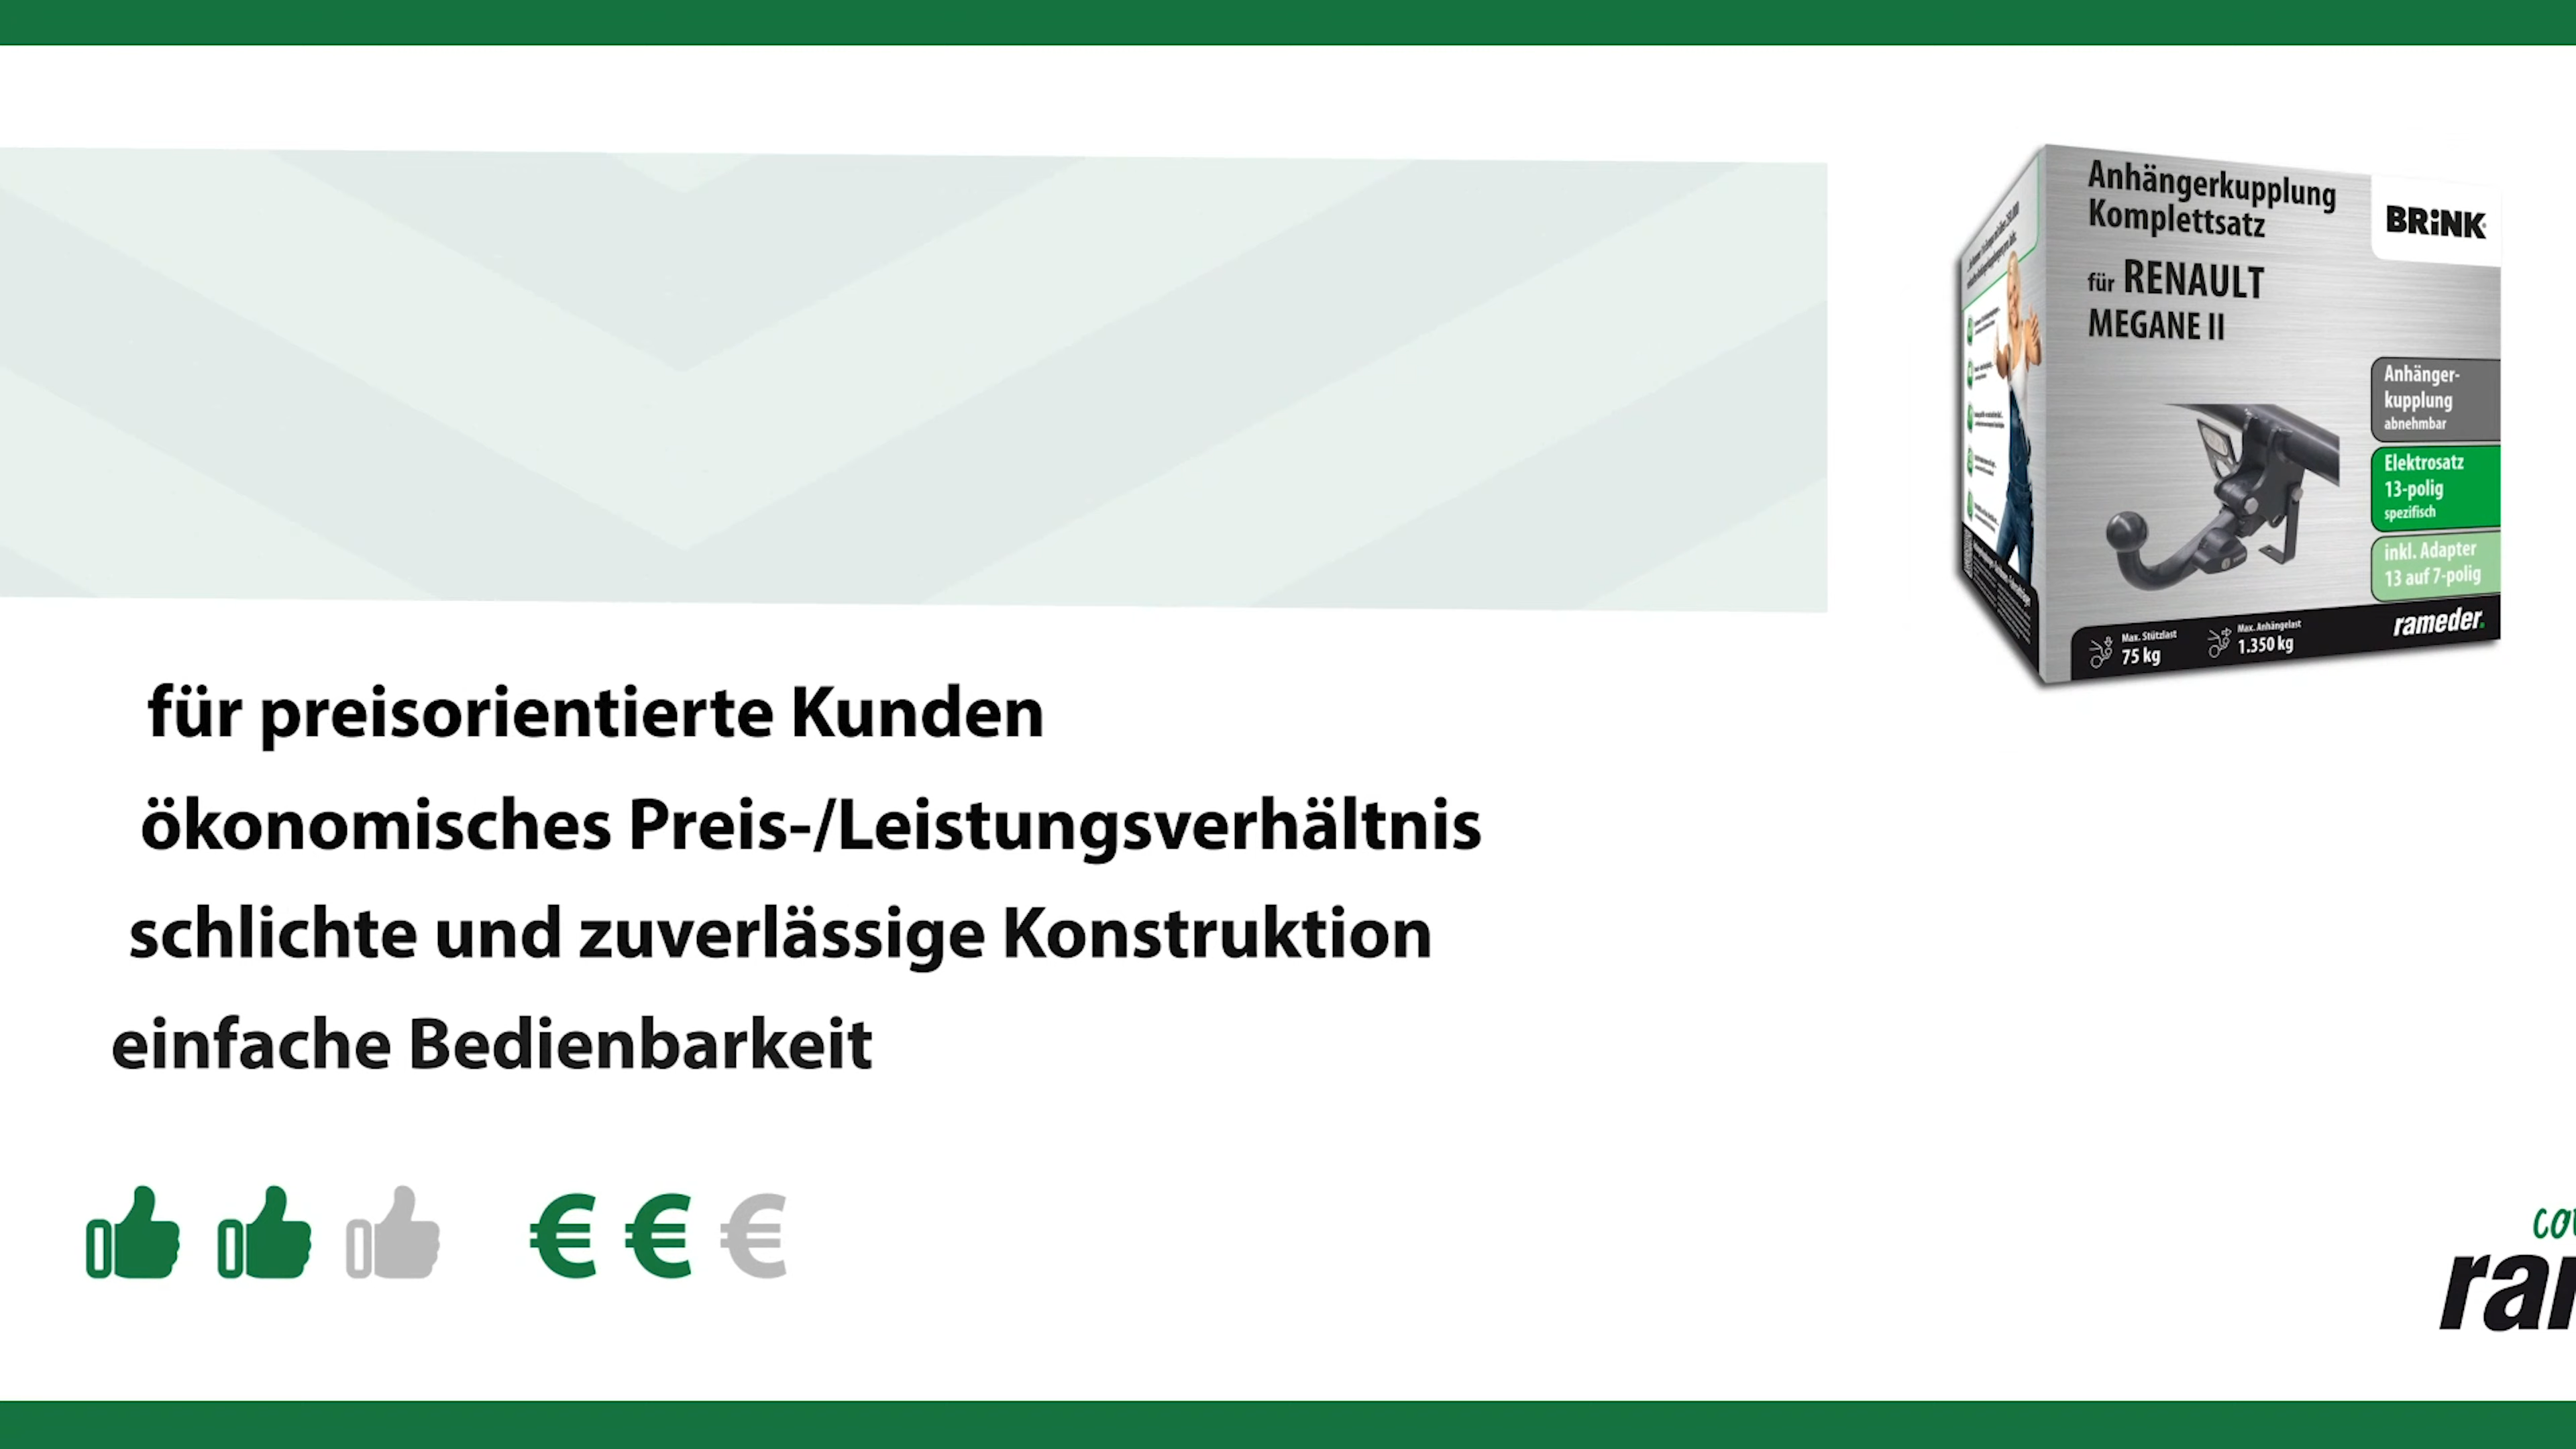 Anhängerkupplung
Komplettsatz
BRiNK
für RENAULT
MEGANE II
Anhänger-
kupplung
abnehmbar
Elektrosatz
13-polig
spezifisch
inkl. Adapter
13 auf 7-polig
Max. Stützlast
75 kg
Max. Anhängelast
1.350 kg
rameder.
für preisorientierte Kunden
ökonomisches Preis-/Leistungsverhältnis
schlichte und zuverlässige Konstruktion
einfache Bedienbarkeit
€ € €